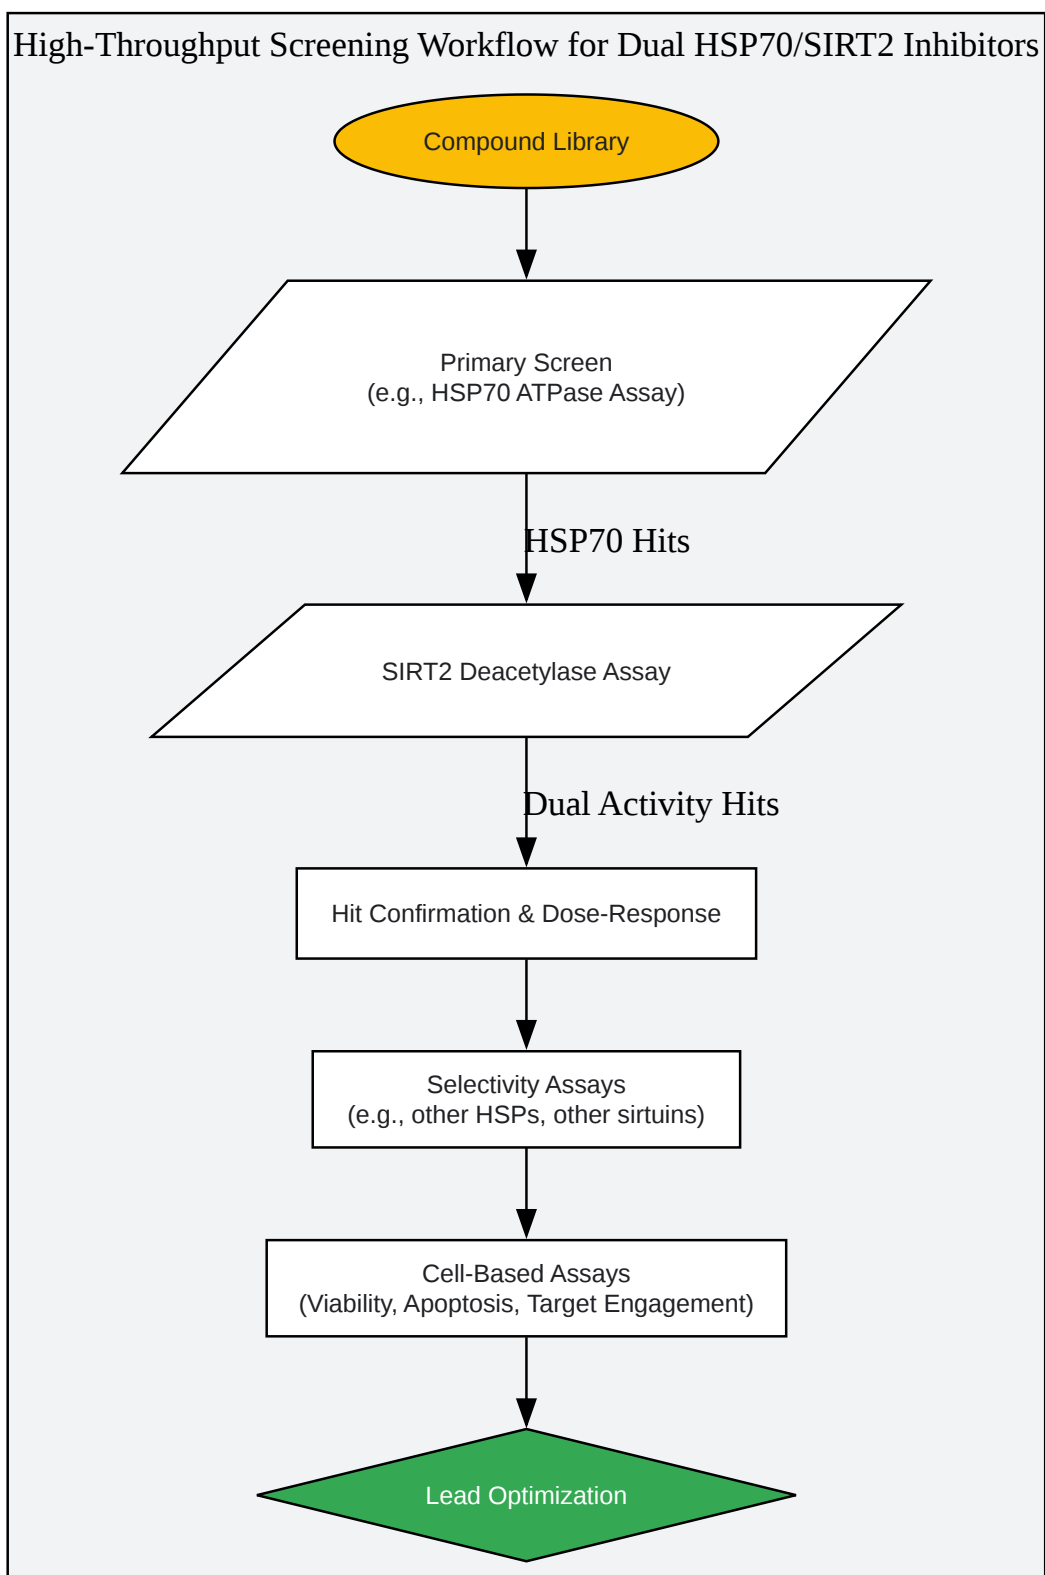 High-Throughput Screening Workflow for Dual HSP70/SIRT2 Inhibitors
Compound Library
Primary Screen
(e.g., HSP70 ATPase Assay)
HSP70 Hits
SIRT2 Deacetylase Assay
Dual Activity Hits
Hit Confirmation & Dose-Response
Selectivity Assays
(e.g., other HSPs, other sirtuins)
Cell-Based Assays
(Viability, Apoptosis, Target Engagement)
Lead Optimization